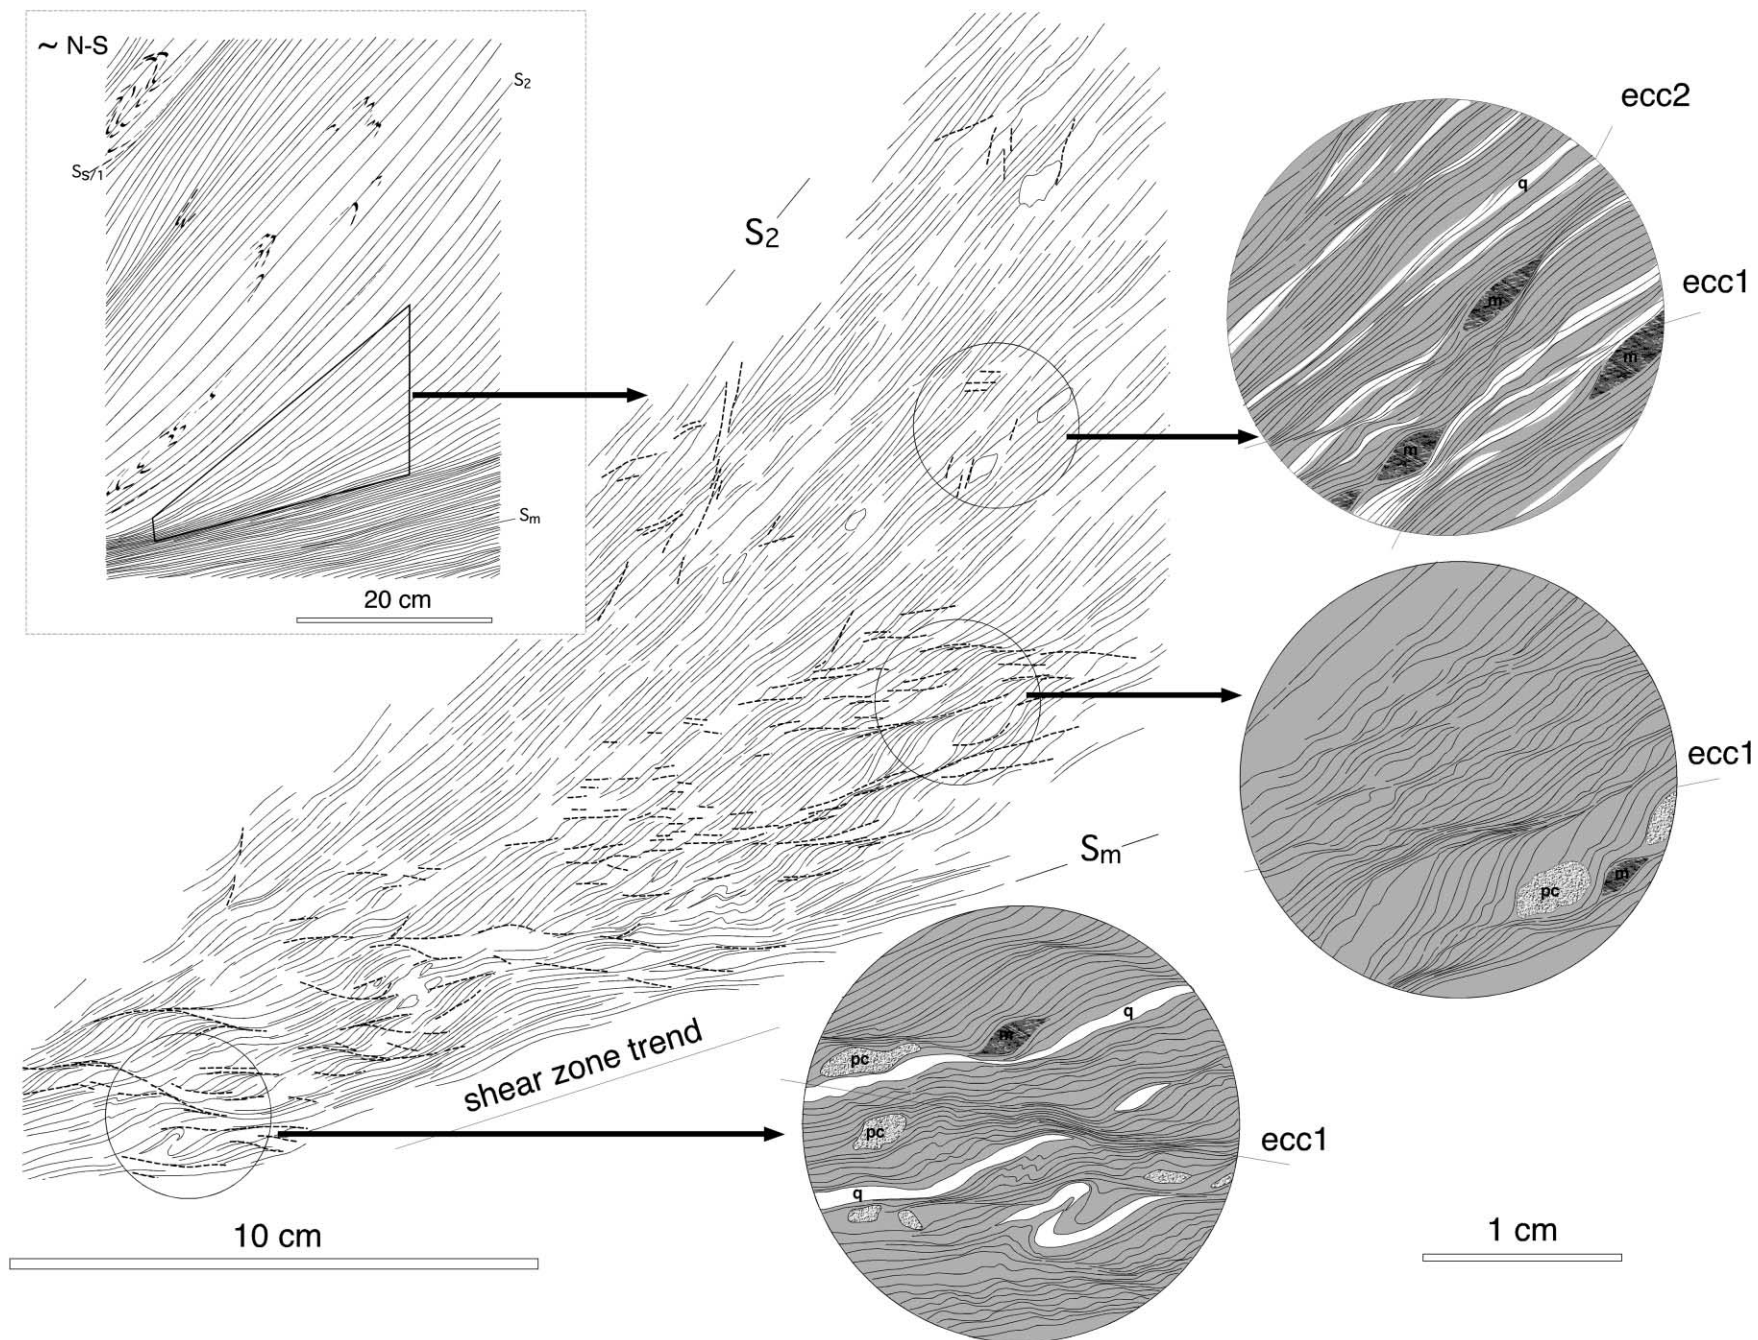 ~ N-S
S2
Ss/1
Sm
20 cm
S2
ecc2
q
ecc1
m
m
m
ecc1
pc
m
Sm
shear zone trend
q
m
pc
pc
ecc1
q
10 cm
1 cm